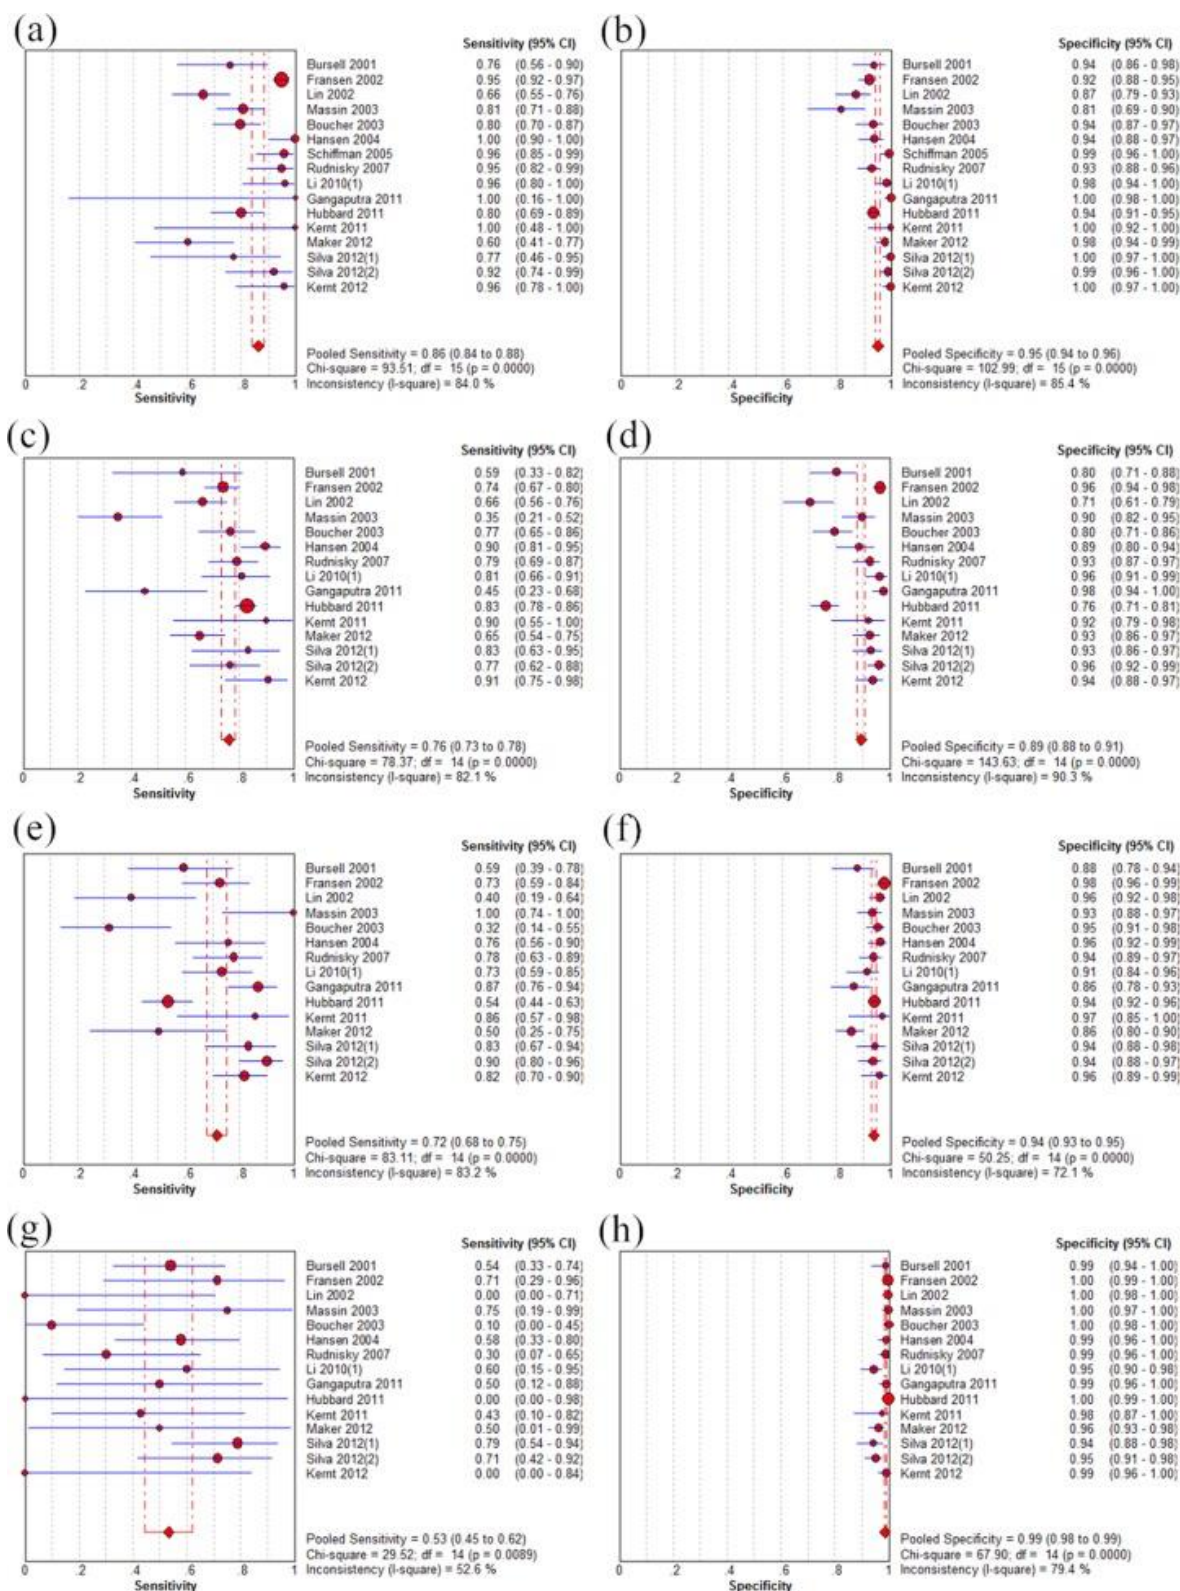 (a)
Sensitivity (95% CI)
Bursell 2001 0.76 (0.56 - 0.90)
Fransen 2002 0.95 (0.92 - 0.97)
Lin 2002 0.66 (0.55 - 0.76)
Massin 2003 0.81 (0.71 - 0.88)
Boucher 2003 0.80 (0.70 - 0.87)
Hansen 2004 1.00 (0.90 - 1.00)
Schiffman 2005 0.96 (0.85 - 0.99)
Rudnisky 2007 0.95 (0.82 - 0.99)
Li 2010(1) 0.96 (0.80 - 1.00)
Gangaputra 2011 1.00 (0.16 - 1.00)
Hubbard 2011 0.80 (0.69 - 0.89)
Kernt 2011 1.00 (0.48 - 1.00)
Maker 2012 0.60 (0.41 - 0.77)
Silva 2012(1) 0.77 (0.46 - 0.95)
Silva 2012(2) 0.92 (0.74 - 0.99)
Kernt 2012 0.96 (0.78 - 1.00)
Pooled Sensitivity = 0.86 (0.84 to 0.88)
Chi-square = 93.51; df = 15 (p = 0.0000)
Inconsistency (I-square) = 84.0 %
0 .2 .4 .6 .8 1
Sensitivity
(b)
Specificity (95% CI)
Bursell 2001 0.94 (0.86 - 0.98)
Fransen 2002 0.92 (0.88 - 0.95)
Lin 2002 0.87 (0.79 - 0.93)
Massin 2003 0.81 (0.69 - 0.90)
Boucher 2003 0.94 (0.87 - 0.97)
Hansen 2004 0.94 (0.88 - 0.97)
Schiffman 2005 0.99 (0.96 - 1.00)
Rudnisky 2007 0.93 (0.88 - 0.96)
Li 2010(1) 0.98 (0.94 - 1.00)
Gangaputra 2011 1.00 (0.98 - 1.00)
Hubbard 2011 0.94 (0.91 - 0.95)
Kernt 2011 1.00 (0.92 - 1.00)
Maker 2012 0.98 (0.94 - 0.99)
Silva 2012(1) 1.00 (0.97 - 1.00)
Silva 2012(2) 0.99 (0.96 - 1.00)
Kernt 2012 1.00 (0.97 - 1.00)
Pooled Specificity = 0.95 (0.94 to 0.96)
Chi-square = 102.99; df = 15 (p = 0.0000)
Inconsistency (I-square) = 85.4 %
0 .2 .4 .6 .8 1
Specificity
(c)
Sensitivity (95% CI)
Bursell 2001 0.59 (0.33 - 0.82)
Fransen 2002 0.74 (0.67 - 0.80)
Lin 2002 0.66 (0.56 - 0.76)
Massin 2003 0.35 (0.21 - 0.52)
Boucher 2003 0.77 (0.65 - 0.86)
Hansen 2004 0.90 (0.81 - 0.95)
Rudnisky 2007 0.79 (0.69 - 0.87)
Li 2010(1) 0.81 (0.66 - 0.91)
Gangaputra 2011 0.45 (0.23 - 0.68)
Hubbard 2011 0.83 (0.78 - 0.86)
Kernt 2011 0.90 (0.55 - 1.00)
Maker 2012 0.65 (0.54 - 0.75)
Silva 2012(1) 0.83 (0.63 - 0.95)
Silva 2012(2) 0.77 (0.62 - 0.88)
Kernt 2012 0.91 (0.75 - 0.98)
Pooled Sensitivity = 0.76 (0.73 to 0.78)
Chi-square = 78.37; df = 14 (p = 0.0000)
Inconsistency (I-square) = 82.1 %
0 .2 .4 .6 .8 1
Sensitivity
(d)
Specificity (95% CI)
Bursell 2001 0.80 (0.71 - 0.88)
Fransen 2002 0.96 (0.94 - 0.98)
Lin 2002 0.71 (0.61 - 0.79)
Massin 2003 0.90 (0.82 - 0.95)
Boucher 2003 0.80 (0.71 - 0.86)
Hansen 2004 0.89 (0.80 - 0.94)
Rudnisky 2007 0.93 (0.87 - 0.97)
Li 2010(1) 0.96 (0.91 - 0.99)
Gangaputra 2011 0.98 (0.94 - 1.00)
Hubbard 2011 0.76 (0.71 - 0.81)
Kernt 2011 0.92 (0.79 - 0.98)
Maker 2012 0.93 (0.86 - 0.97)
Silva 2012(1) 0.93 (0.86 - 0.97)
Silva 2012(2) 0.96 (0.92 - 0.99)
Kernt 2012 0.94 (0.88 - 0.97)
Pooled Specificity = 0.89 (0.88 to 0.91)
Chi-square = 143.63; df = 14 (p = 0.0000)
Inconsistency (I-square) = 90.3 %
0 .2 .4 .6 .8 1
Specificity
(e)
Sensitivity (95% CI)
Bursell 2001 0.59 (0.39 - 0.78)
Fransen 2002 0.73 (0.59 - 0.84)
Lin 2002 0.40 (0.19 - 0.64)
Massin 2003 1.00 (0.74 - 1.00)
Boucher 2003 0.32 (0.14 - 0.55)
Hansen 2004 0.76 (0.56 - 0.90)
Rudnisky 2007 0.78 (0.63 - 0.89)
Li 2010(1) 0.73 (0.59 - 0.85)
Gangaputra 2011 0.87 (0.76 - 0.94)
Hubbard 2011 0.54 (0.44 - 0.63)
Kernt 2011 0.86 (0.57 - 0.98)
Maker 2012 0.50 (0.25 - 0.75)
Silva 2012(1) 0.83 (0.67 - 0.94)
Silva 2012(2) 0.90 (0.80 - 0.96)
Kernt 2012 0.82 (0.70 - 0.90)
Pooled Sensitivity = 0.72 (0.68 to 0.75)
Chi-square = 83.11; df = 14 (p = 0.0000)
Inconsistency (I-square) = 83.2 %
0 .2 .4 .6 .8 1
Sensitivity
(f)
Specificity (95% CI)
Bursell 2001 0.88 (0.78 - 0.94)
Fransen 2002 0.98 (0.96 - 0.99)
Lin 2002 0.96 (0.92 - 0.98)
Massin 2003 0.93 (0.88 - 0.97)
Boucher 2003 0.95 (0.91 - 0.98)
Hansen 2004 0.96 (0.92 - 0.99)
Rudnisky 2007 0.94 (0.89 - 0.97)
Li 2010(1) 0.91 (0.84 - 0.96)
Gangaputra 2011 0.86 (0.78 - 0.93)
Hubbard 2011 0.94 (0.92 - 0.96)
Kernt 2011 0.97 (0.85 - 1.00)
Maker 2012 0.86 (0.80 - 0.90)
Silva 2012(1) 0.94 (0.88 - 0.98)
Silva 2012(2) 0.94 (0.88 - 0.97)
Kernt 2012 0.96 (0.89 - 0.99)
Pooled Specificity = 0.94 (0.93 to 0.95)
Chi-square = 50.25; df = 14 (p = 0.0000)
Inconsistency (I-square) = 72.1 %
0 .2 .4 .6 .8 1
Specificity
(g)
Sensitivity (95% CI)
Bursell 2001 0.54 (0.33 - 0.74)
Fransen 2002 0.71 (0.29 - 0.96)
Lin 2002 0.00 (0.00 - 0.71)
Massin 2003 0.75 (0.19 - 0.99)
Boucher 2003 0.10 (0.00 - 0.45)
Hansen 2004 0.58 (0.33 - 0.80)
Rudnisky 2007 0.30 (0.07 - 0.65)
Li 2010(1) 0.60 (0.15 - 0.95)
Gangaputra 2011 0.50 (0.12 - 0.88)
Hubbard 2011 0.00 (0.00 - 0.98)
Kernt 2011 0.43 (0.10 - 0.82)
Maker 2012 0.50 (0.01 - 0.99)
Silva 2012(1) 0.79 (0.54 - 0.94)
Silva 2012(2) 0.71 (0.42 - 0.92)
Kernt 2012 0.00 (0.00 - 0.84)
Pooled Sensitivity = 0.53 (0.45 to 0.62)
Chi-square = 29.52; df = 14 (p = 0.0089)
Inconsistency (I-square) = 52.6 %
0 .2 .4 .6 .8 1
Sensitivity
(h)
Specificity (95% CI)
Bursell 2001 0.99 (0.94 - 1.00)
Fransen 2002 1.00 (0.99 - 1.00)
Lin 2002 1.00 (0.98 - 1.00)
Massin 2003 1.00 (0.97 - 1.00)
Boucher 2003 1.00 (0.98 - 1.00)
Hansen 2004 0.99 (0.96 - 1.00)
Rudnisky 2007 0.99 (0.96 - 1.00)
Li 2010(1) 0.95 (0.90 - 0.98)
Gangaputra 2011 0.99 (0.96 - 1.00)
Hubbard 2011 1.00 (0.99 - 1.00)
Kernt 2011 0.98 (0.87 - 1.00)
Maker 2012 0.96 (0.93 - 0.98)
Silva 2012(1) 0.94 (0.88 - 0.98)
Silva 2012(2) 0.95 (0.91 - 0.98)
Kernt 2012 0.99 (0.96 - 1.00)
Pooled Specificity = 0.99 (0.98 to 0.99)
Chi-square = 67.90; df = 14 (p = 0.0000)
Inconsistency (I-square) = 79.4 %
0 .2 .4 .6 .8 1
Specificity